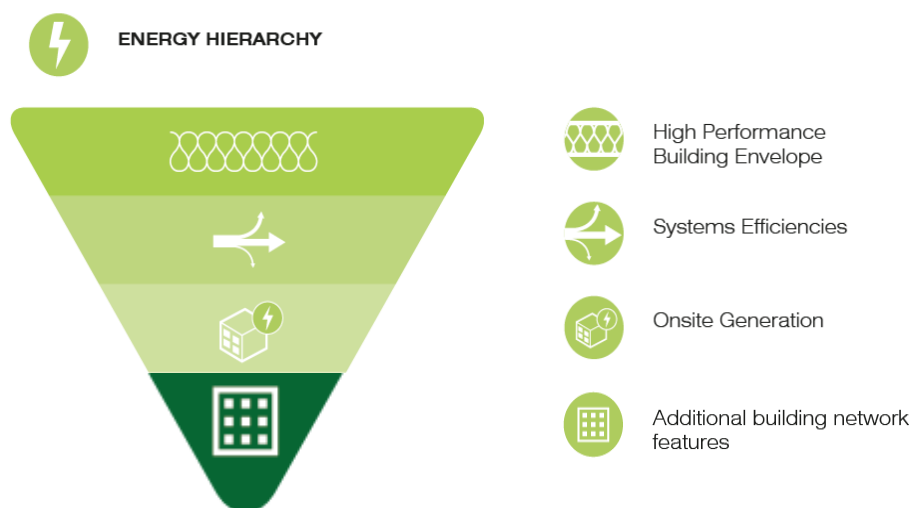 ENERGY HIERARCHY
High Performance
Building Envelope
Systems Efficiencies
Onsite Generation
Additional building network
features